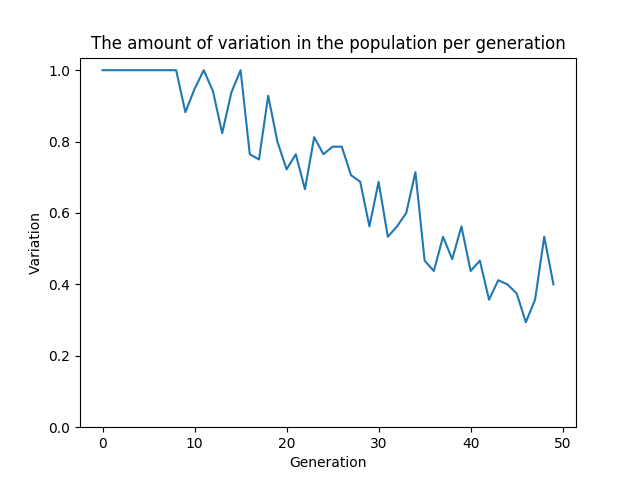 The amount of variation in the population per generation
1.0
0.8
0.6
0.4
0.2
0.0
Variation
0 10 20 30 40 50
Generation